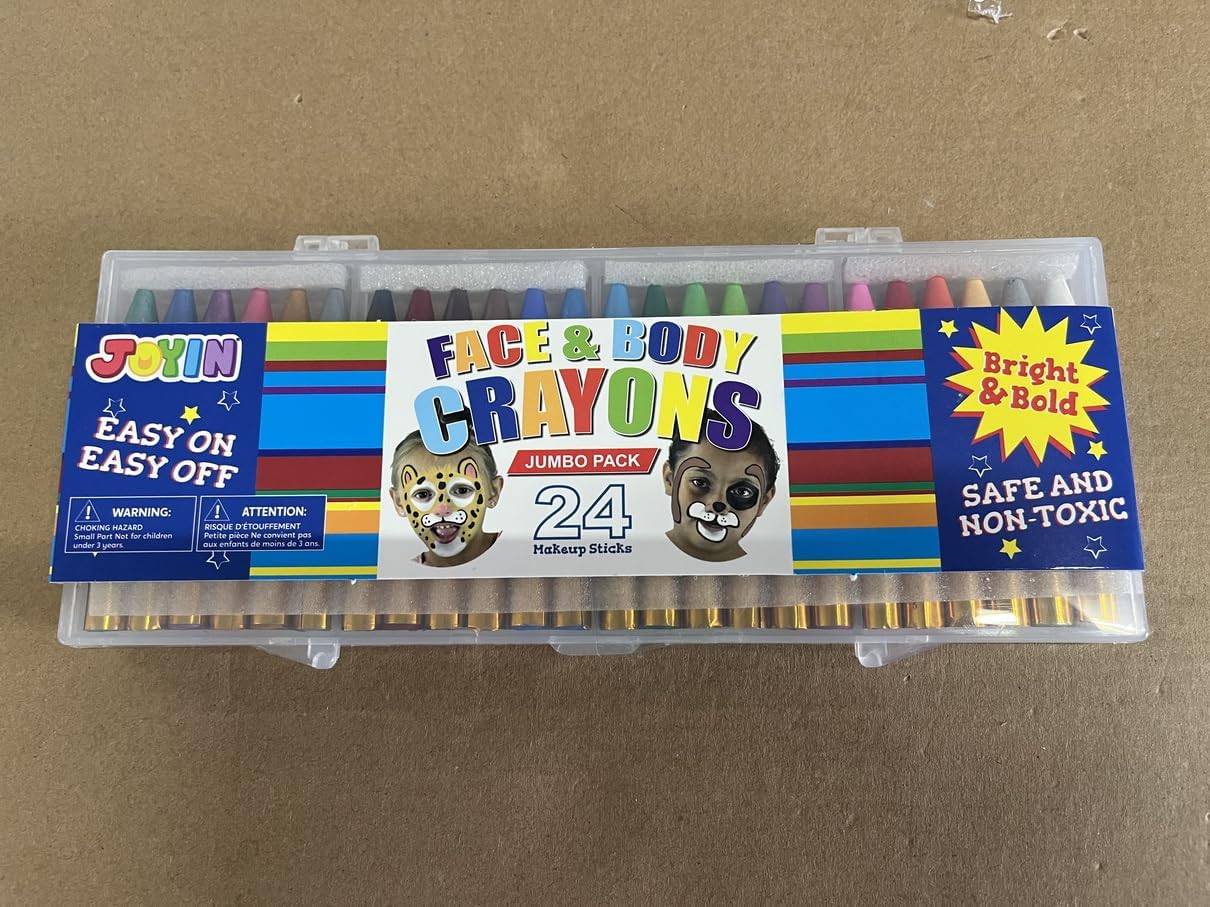 JOYIN
EASY ON
EASY OFF
WARNING:
CHOKING HAZARD
Small Part Not for children
under 3 years.
ATTENTION:
RISQUE D'ÉTOUFFEMENT
Petite pièce Ne convient pas
aux enfants de moins de 3 ans.
FACE & BODY
CRAYONS
JUMBO PACK
24
Makeup Sticks
Bright
& Bold
SAFE AND
NON-TOXIC